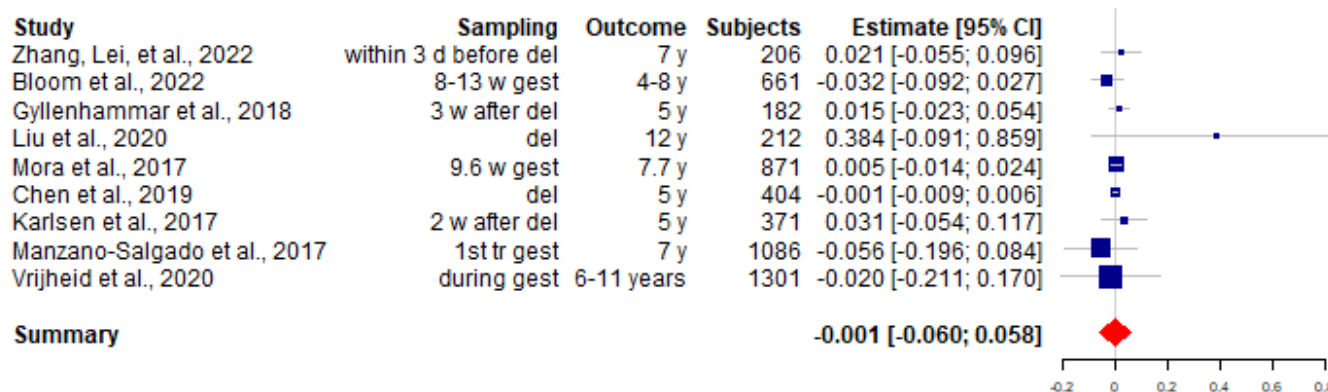 Study Sampling Outcome Subjects Estimate [95% CI]
Zhang, Lei, et al., 2022 within 3 d before del 7 y 206 0.021 [-0.055; 0.096]
Bloom et al., 2022 8-13 w gest 4-8 y 661 -0.032 [-0.092; 0.027]
Gyllenhammar et al., 2018 3 w after del 5 y 182 0.015 [-0.023; 0.054]
Liu et al., 2020 del 12 y 212 0.384 [-0.091; 0.859]
Mora et al. 2017 9.6 w gest 7.7 y 871 0.005 [-0.014; 0.024]
Chen et al. 2019 del 5 y 404 -0.001 [-0.009; 0.006]
Karlsen et al. 2017 2 w after del 5 y 371 0.031 [-0.054; 0.117]
Manzano-Salgado et al. 2017 1st tr gest 7 y 1086 -0.056 [-0.196; 0.084]
Vrijheid et al., 2020 during gest 6-11 years 1301 -0.020 [-0.211; 0.170]
Summary -0.001 [-0.060; 0.058]
-0.2 0 0.2 0.4 0.6 0.8